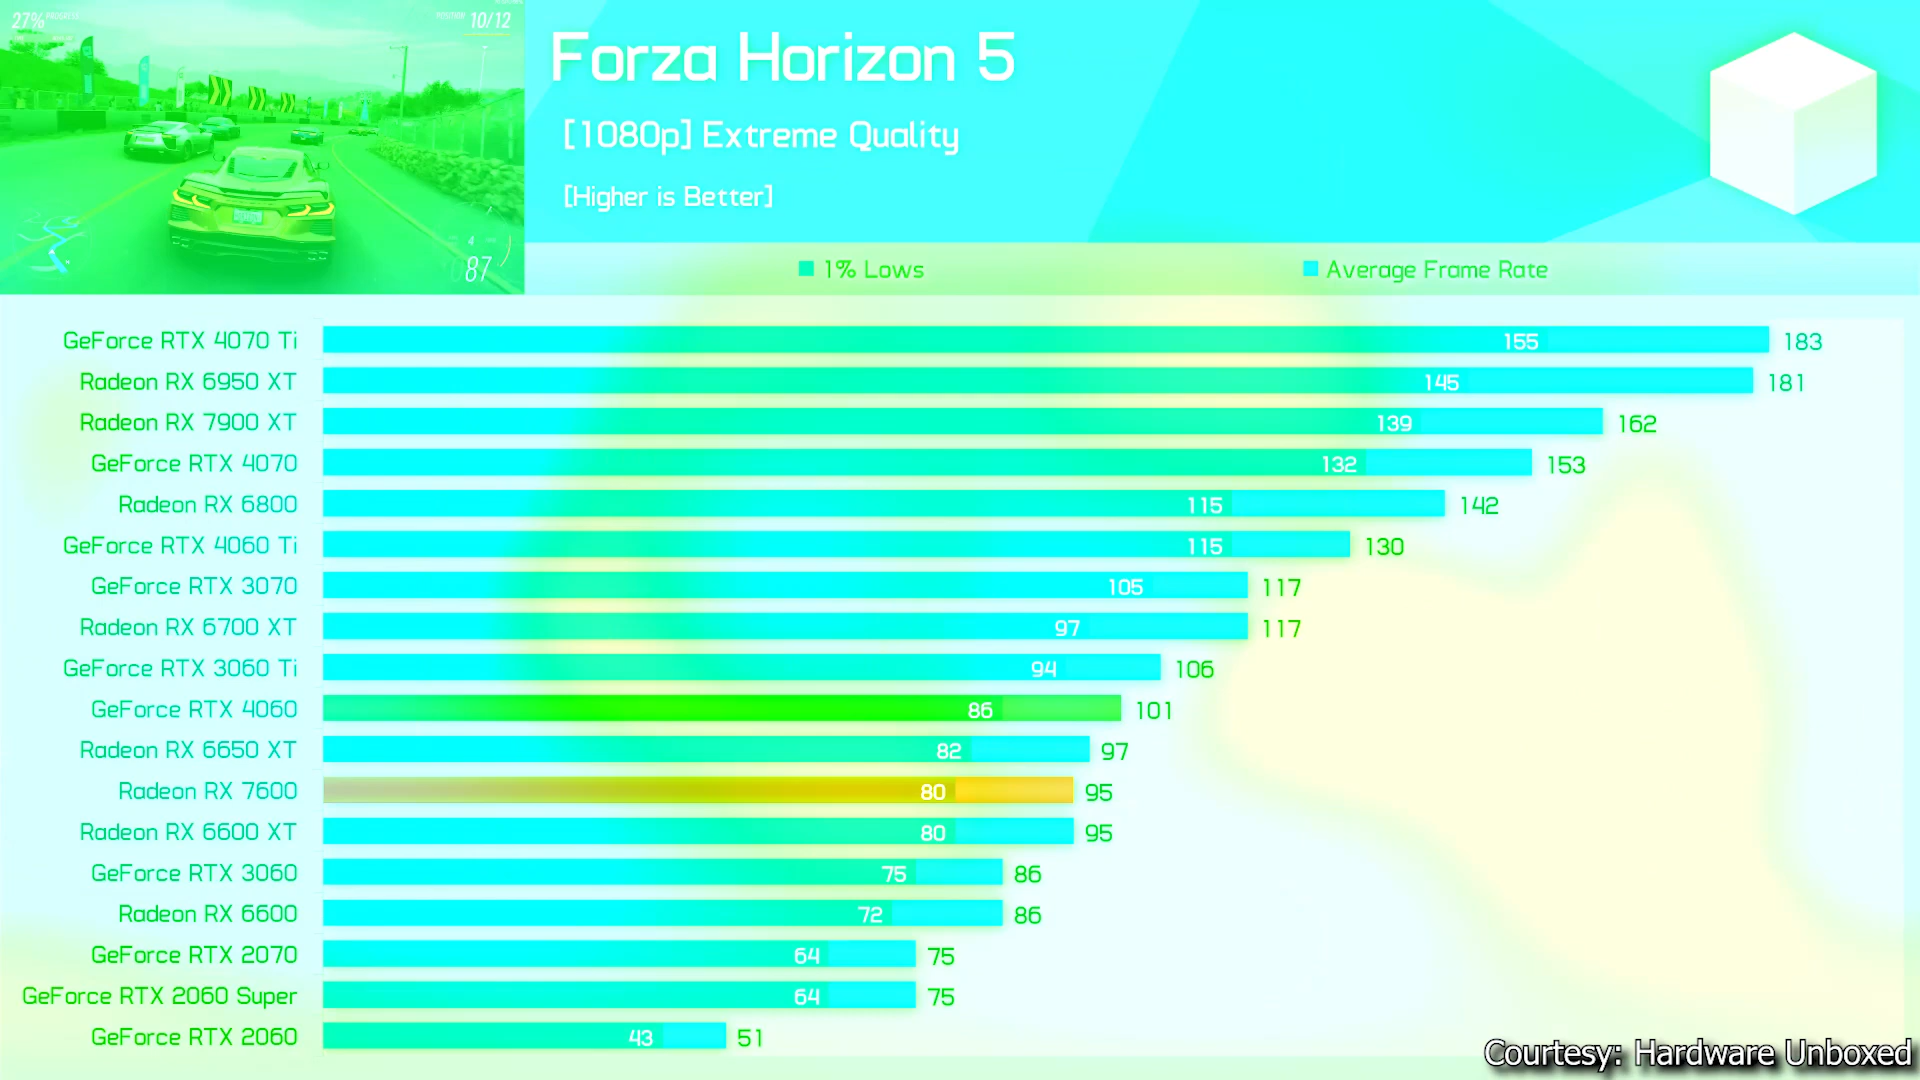 27% PROGRESS
POSITION 10/12
4
87
Forza Horizon 5
[1080p] Extreme Quality
[Higher is Better]
1% Lows
Average Frame Rate
GeForce RTX 4070 Ti 155 183
Radeon RX 6950 XT 145 181
Radeon RX 7900 XT 139 162
GeForce RTX 4070 132 153
Radeon RX 6800 115 142
GeForce RTX 4060 Ti 115 130
GeForce RTX 3070 105 117
Radeon RX 6700 XT 97 117
GeForce RTX 3060 Ti 94 106
GeForce RTX 4060 86 101
Radeon RX 6650 XT 82 97
Radeon RX 7600 80 95
Radeon RX 6600 XT 80 95
GeForce RTX 3060 75 86
Radeon RX 6600 72 86
GeForce RTX 2070 64 75
GeForce RTX 2060 Super 64 75
GeForce RTX 2060 43 51
Courtesy: Hardware Unboxed